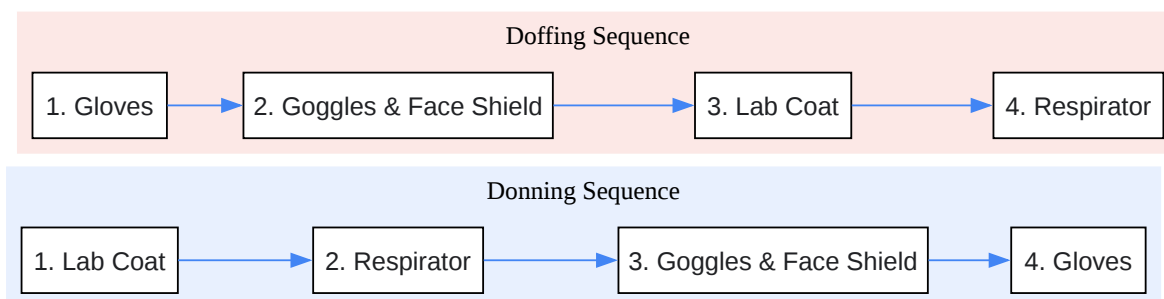 Doffing Sequence
1. Gloves
2. Goggles & Face Shield
3. Lab Coat
4. Respirator
Donning Sequence
1. Lab Coat
2. Respirator
3. Goggles & Face Shield
4. Gloves